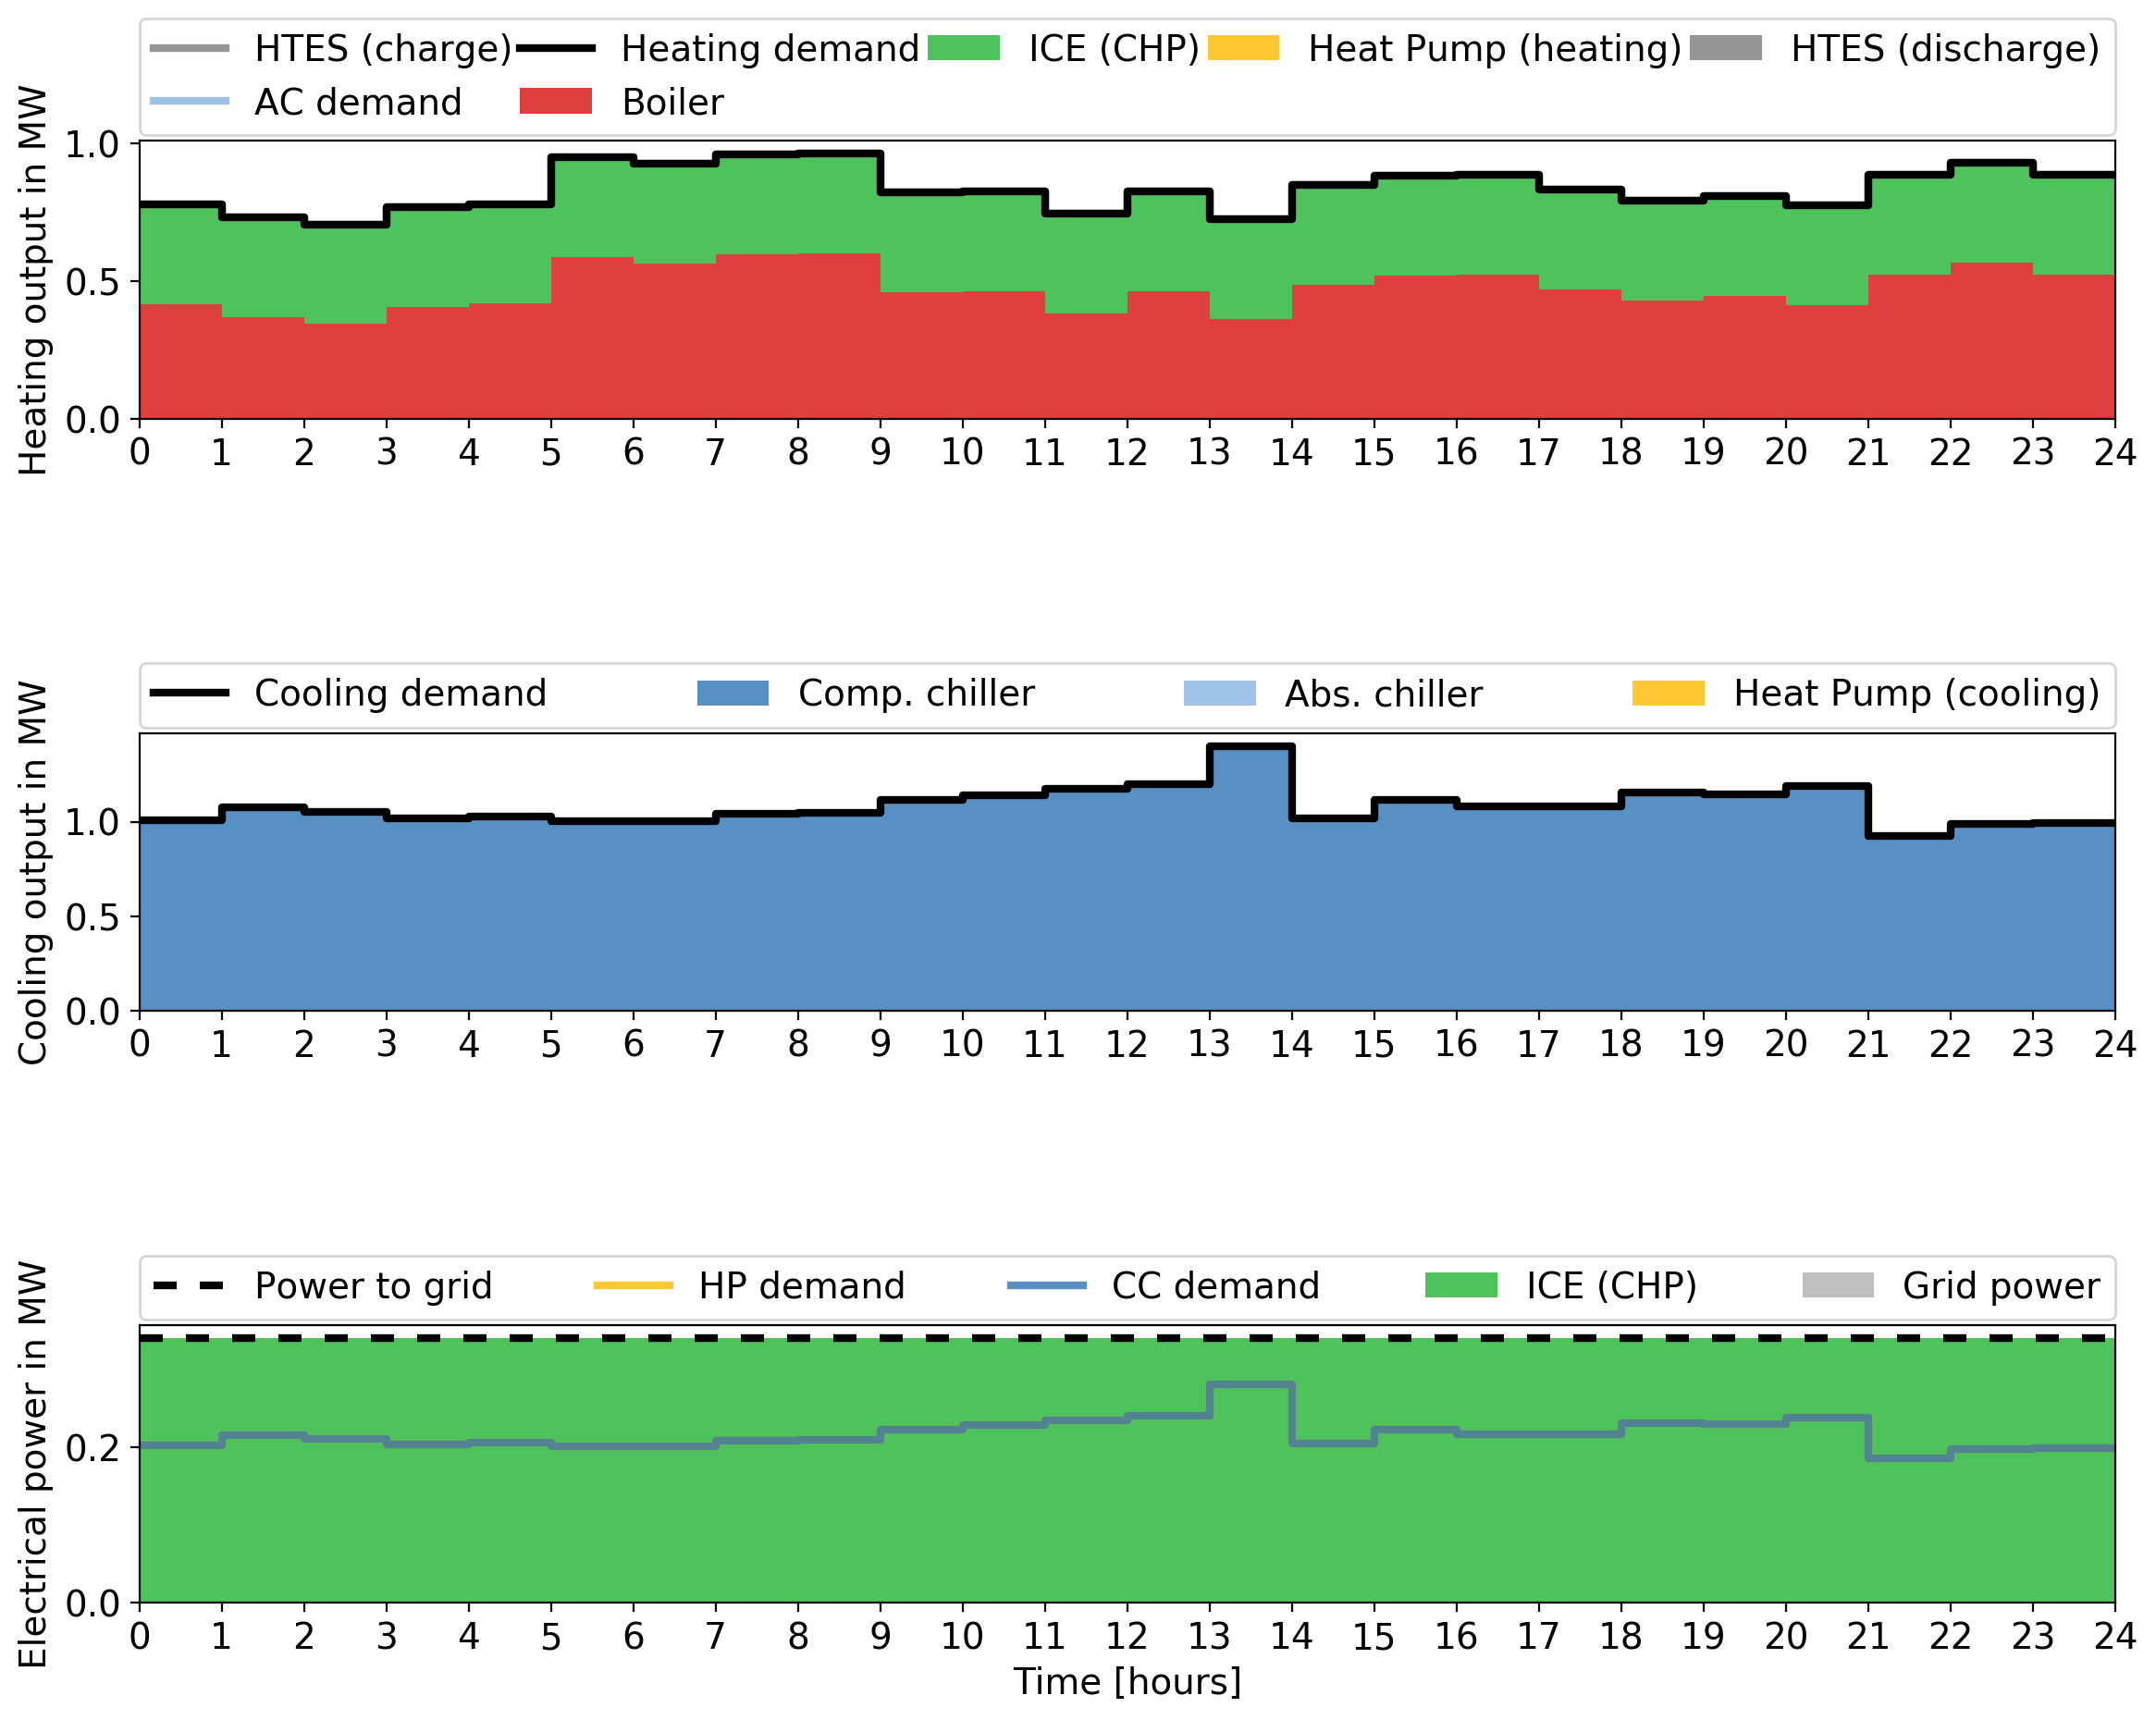 HTES (charge) Heating demand ICE (CHP) Heat Pump (heating) HTES (discharge)
AC demand Boiler
Heating output in MW
1.0
0.5
0.0
0 1 2 3 4 5 6 7 8 9 10 11 12 13 14 15 16 17 18 19 20 21 22 23 24
Cooling demand Comp. chiller Abs. chiller Heat Pump (cooling)
Cooling output in MW
1.0
0.5
0.0
0 1 2 3 4 5 6 7 8 9 10 11 12 13 14 15 16 17 18 19 20 21 22 23 24
Power to grid HP demand CC demand ICE (CHP) Grid power
Electrical power in MW
0.2
0.0
0 1 2 3 4 5 6 7 8 9 10 11 12 13 14 15 16 17 18 19 20 21 22 23 24
Time [hours]